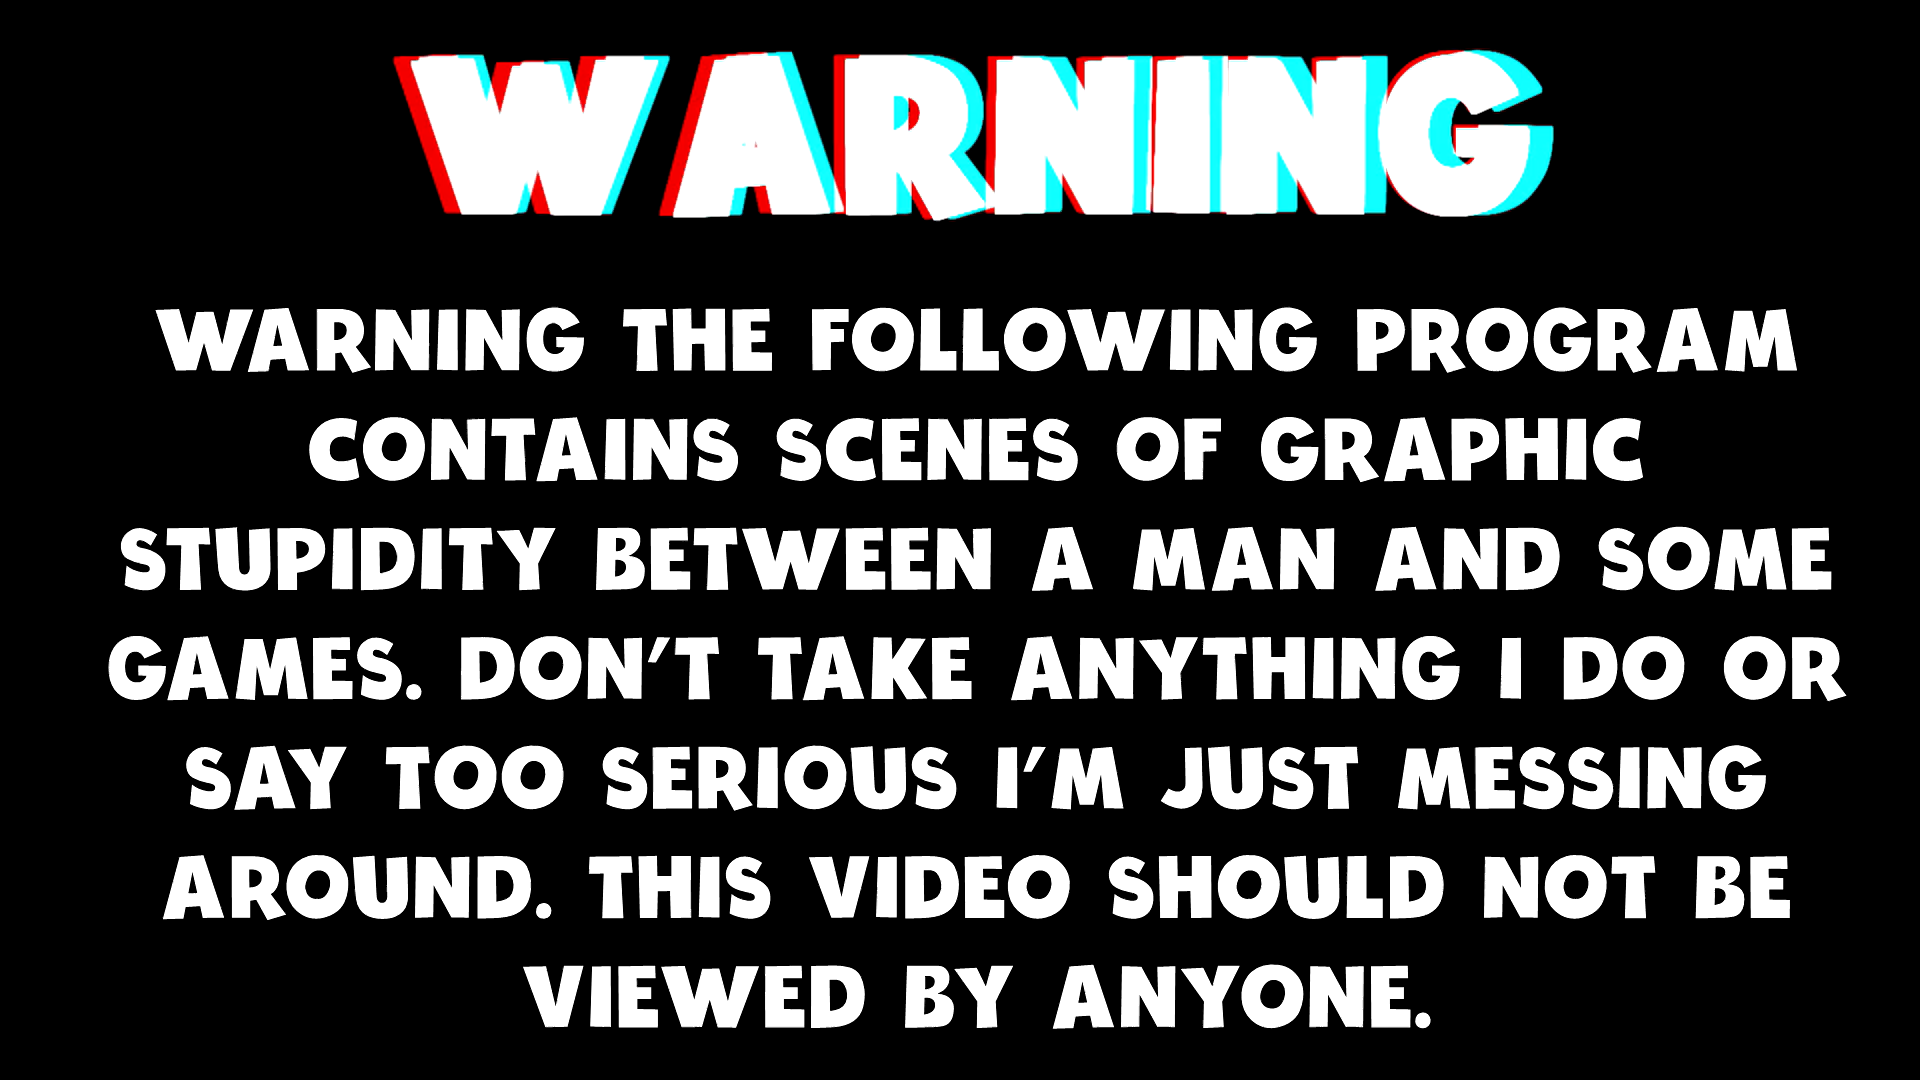 WARNING
WARNING THE FOLLOWING PROGRAM
CONTAINS SCENES OF GRAPHIC
STUPIDITY BETWEEN A MAN AND SOME
GAMES. DON'T TAKE ANYTHING I DO OR
SAY TOO SERIOUS I'M JUST MESSING
AROUND. THIS VIDEO SHOULD NOT BE
VIEWED BY ANYONE.